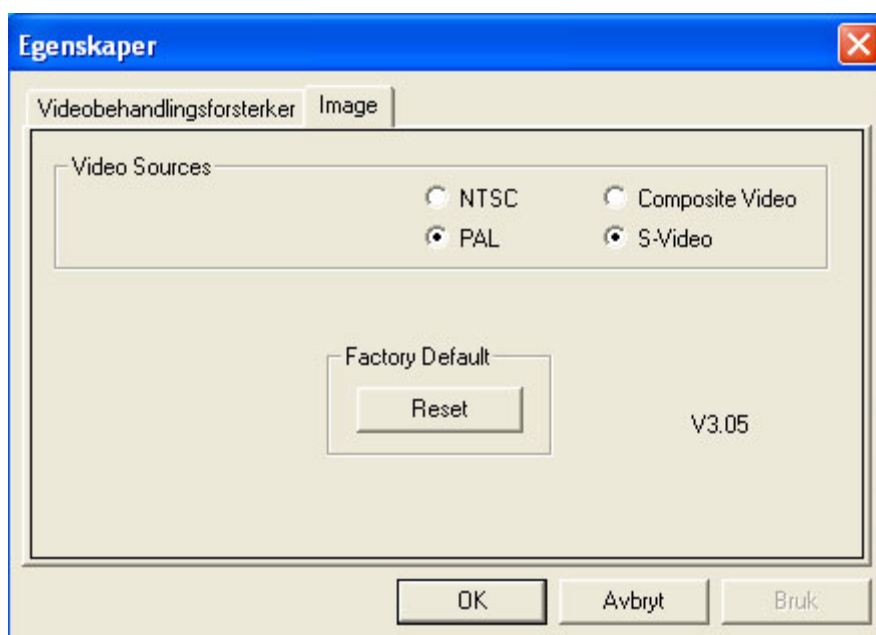 Egenskaper
Videobehandlingsforsterker Image
Video Sources
NTSC Composite Video
PAL S-Video
Factory Default
Reset
V3.05
OK Avbryt Bruk